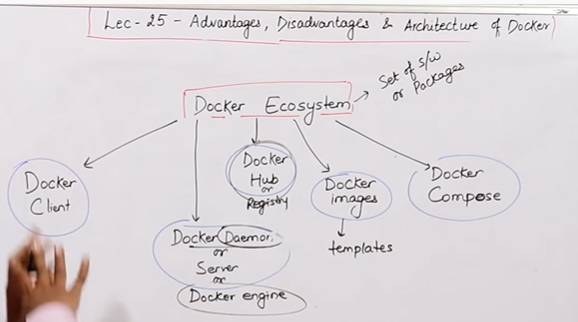 Lec-25 - Advantages, Disadvantages & Architecture of Docker
Docker Ecosystem
Set of s/w
or Packages
Docker
Client
Docker Daemon
or
Server
or
Docker engine
Docker
Hub
or
Registry
Docker
images
templates
Docker
Compose